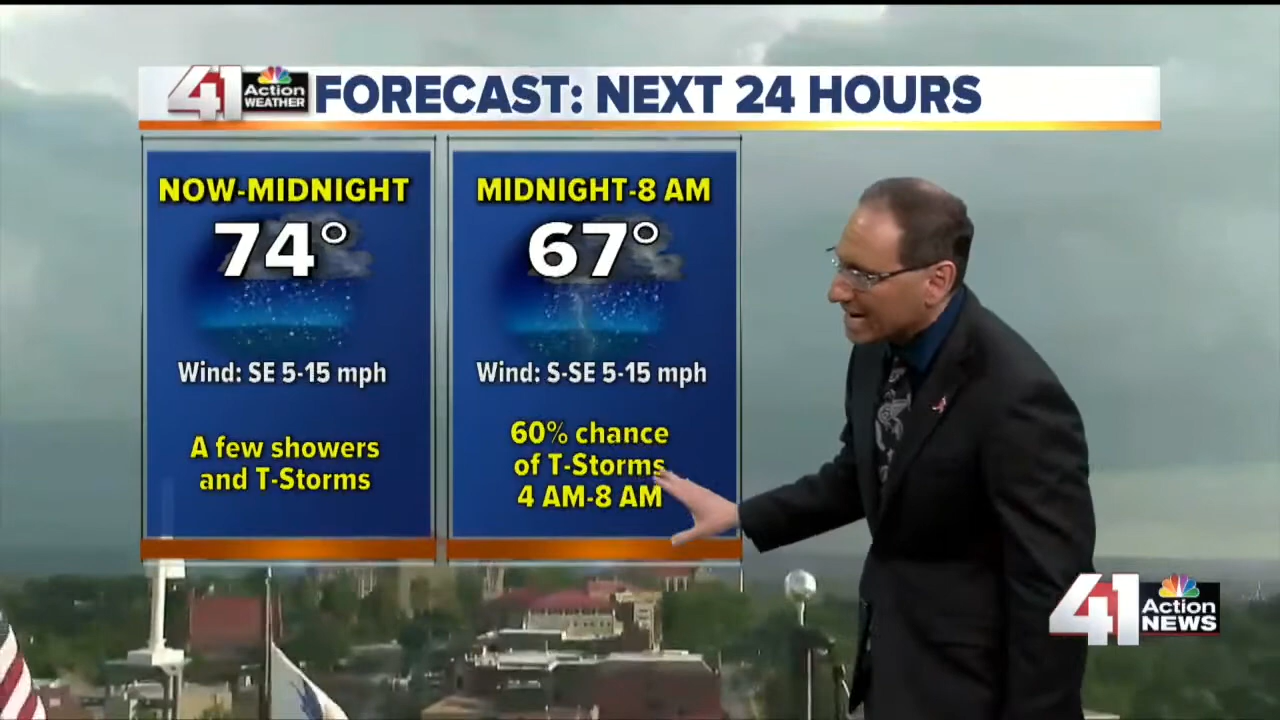 41 Action WEATHER FORECAST: NEXT 24 HOURS
NOW-MIDNIGHT
74°
Wind: SE 5-15 mph
A few showers
and T-Storms
MIDNIGHT-8 AM
67°
Wind: S-SE 5-15 mph
60% chance
of T-Storms
4 AM-8 AM
41 Action
NEWS